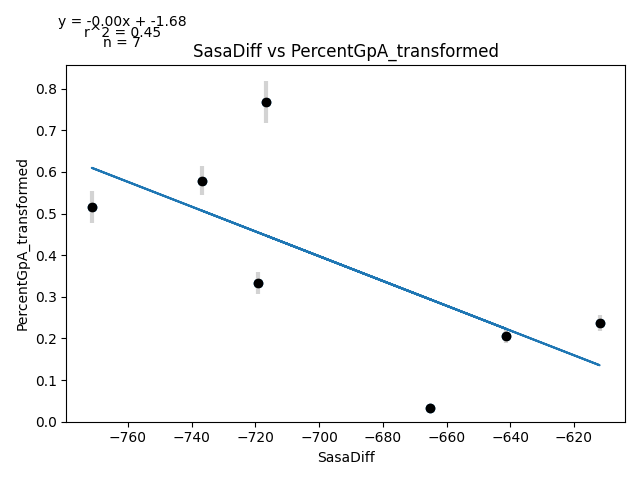 y = -0.00x + -1.68
r^2 = 0.45
n = 7
SasaDiff vs PercentGpA_transformed
PercentGpA_transformed
0.8
0.7
0.6
0.5
0.4
0.3
0.2
0.1
0.0
−760 −740 −720 −700 −680 −660 −640 −620
SasaDiff